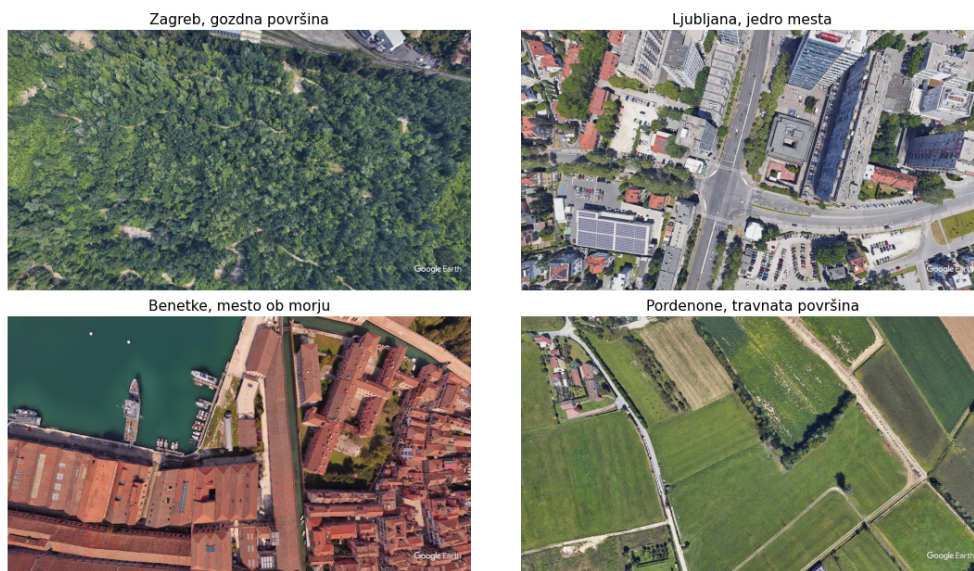 Zagreb, gozdna površina
Ljubljana, jedro mesta
Google Earth
Google Earth
Benetke, mesto ob morju
Pordenone, travnata površina
Google Earth
Google Earth